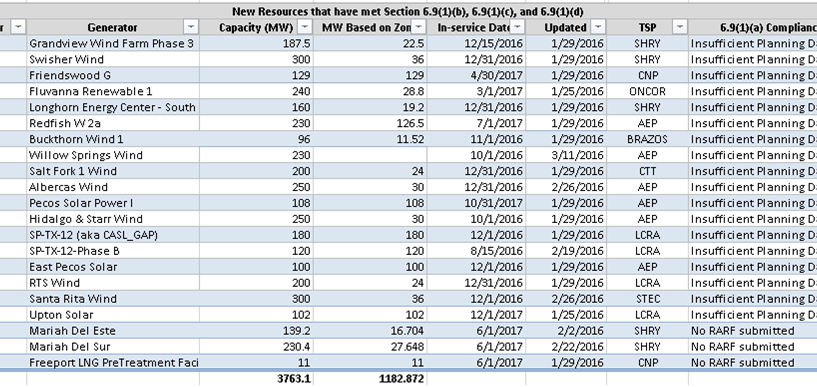 New Resources that have met Section 6.9(1)(b), 6.9(1)(c), and 6.9(1)(d)
r Generator Capacity (MW) MW Based on Zon In-service Date Updated TSP 6.9(1)(a) Complianc
Grandview Wind Farm Phase 3 187.5 22.5 12/15/2016 1/29/2016 SHRY Insufficient Planning D
Swisher Wind 300 36 12/31/2016 1/29/2016 SHRY Insufficient Planning D
Friendswood G 129 129 4/30/2017 1/29/2016 CNP Insufficient Planning D
Fluvanna Renewable 1 240 28.8 3/1/2017 1/25/2016 ONCOR Insufficient Planning D
Longhorn Energy Center - South 160 19.2 12/31/2016 1/29/2016 SHRY Insufficient Planning D
Redfish W 2a 230 126.5 7/1/2017 1/29/2016 AEP Insufficient Planning D
Buckthorn Wind 1 96 11.52 11/1/2016 1/29/2016 BRAZOS Insufficient Planning D
Willow Springs Wind 230 10/1/2016 3/11/2016 AEP Insufficient Planning D
Salt Fork 1 Wind 200 24 12/31/2016 1/29/2016 CTT Insufficient Planning D
Albercas Wind 250 30 12/31/2016 2/26/2016 AEP Insufficient Planning D
Pecos Solar Power I 108 108 10/31/2017 1/29/2016 AEP Insufficient Planning D
Hidalgo & Starr Wind 250 30 10/1/2016 1/29/2016 AEP Insufficient Planning D
SP-TX-12 (aka CASL_GAP) 180 180 12/1/2016 1/29/2016 LCRA Insufficient Planning D
SP-TX-12-Phase B 120 120 8/15/2016 2/19/2016 LCRA Insufficient Planning D
East Pecos Solar 100 100 12/1/2016 1/29/2016 AEP Insufficient Planning D
RTS Wind 200 24 12/31/2016 1/29/2016 LCRA Insufficient Planning D
Santa Rita Wind 300 36 12/1/2016 2/26/2016 STEC Insufficient Planning D
Upton Solar 102 102 12/1/2017 1/25/2016 LCRA Insufficient Planning D
Mariah Del Este 139.2 16.704 6/1/2017 2/2/2016 SHRY No RARF submitted
Mariah Del Sur 230.4 27.648 6/1/2017 2/22/2016 SHRY No RARF submitted
Freeport LNG PreTreatment Faci 11 11 6/1/2017 1/29/2016 CNP No RARF submitted
3763.1 1182.872